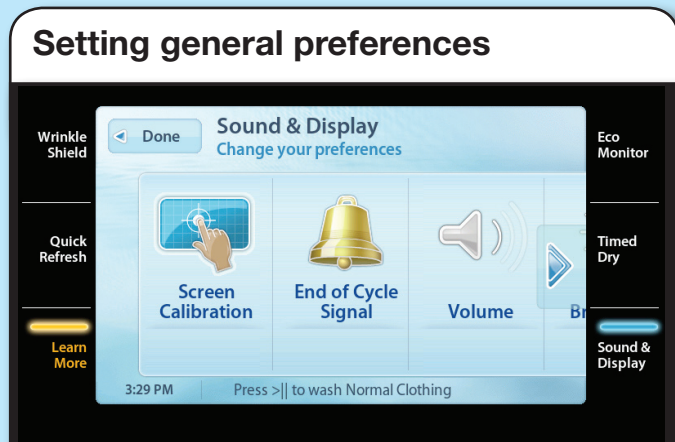 Setting general preferences
Wrinkle
Shield
Quick
Refresh
Learn
More
Done
Sound & Display
Change your preferences
Screen
Calibration
End of Cycle
Signal
Volume
Br
3:29 PM
Press >|| to wash Normal Clothing
Eco
Monitor
Timed
Dry
Sound &
Display